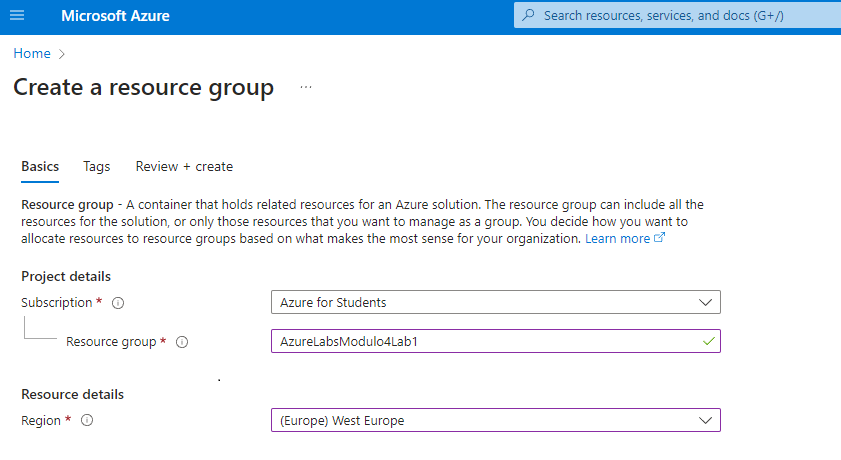 Microsoft Azure
Search resources, services, and docs (G+/)
Home >
Create a resource group ...
Basics Tags Review + create
Resource group - A container that holds related resources for an Azure solution. The resource group can include all the
resources for the solution, or only those resources that you want to manage as a group. You decide how you want to
allocate resources to resource groups based on what makes the most sense for your organization. Learn more
Project details
Subscription * Azure for Students
Resource group * AzureLabsModulo4Lab1
Resource details
Region * (Europe) West Europe